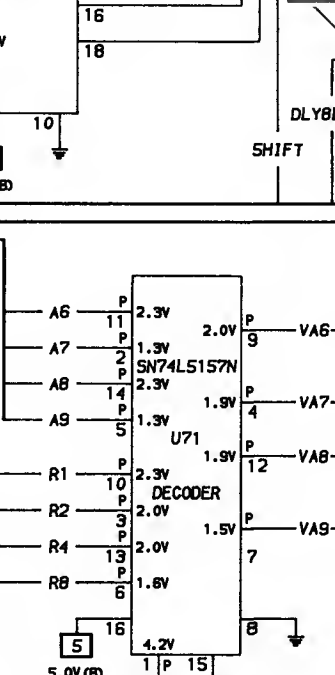 16
V
18
10
DLY8
SHIFT
A6 P 11 2.3V
2.0V P 9 VA6
A7 P 2 1.3V
SN74LS157N
A8 P 14 2.3V
1.9V P 4 VA7
A9 P 5 1.3V
U71
1.9V P 12 VA8
R1 P 10 2.3V
DECODER
R2 P 3 2.0V
1.5V P 7 VA9
R4 P 13 2.0V
R8 P 6 1.6V
16 8
5 4.2V
5.0V(B) 1 P 15